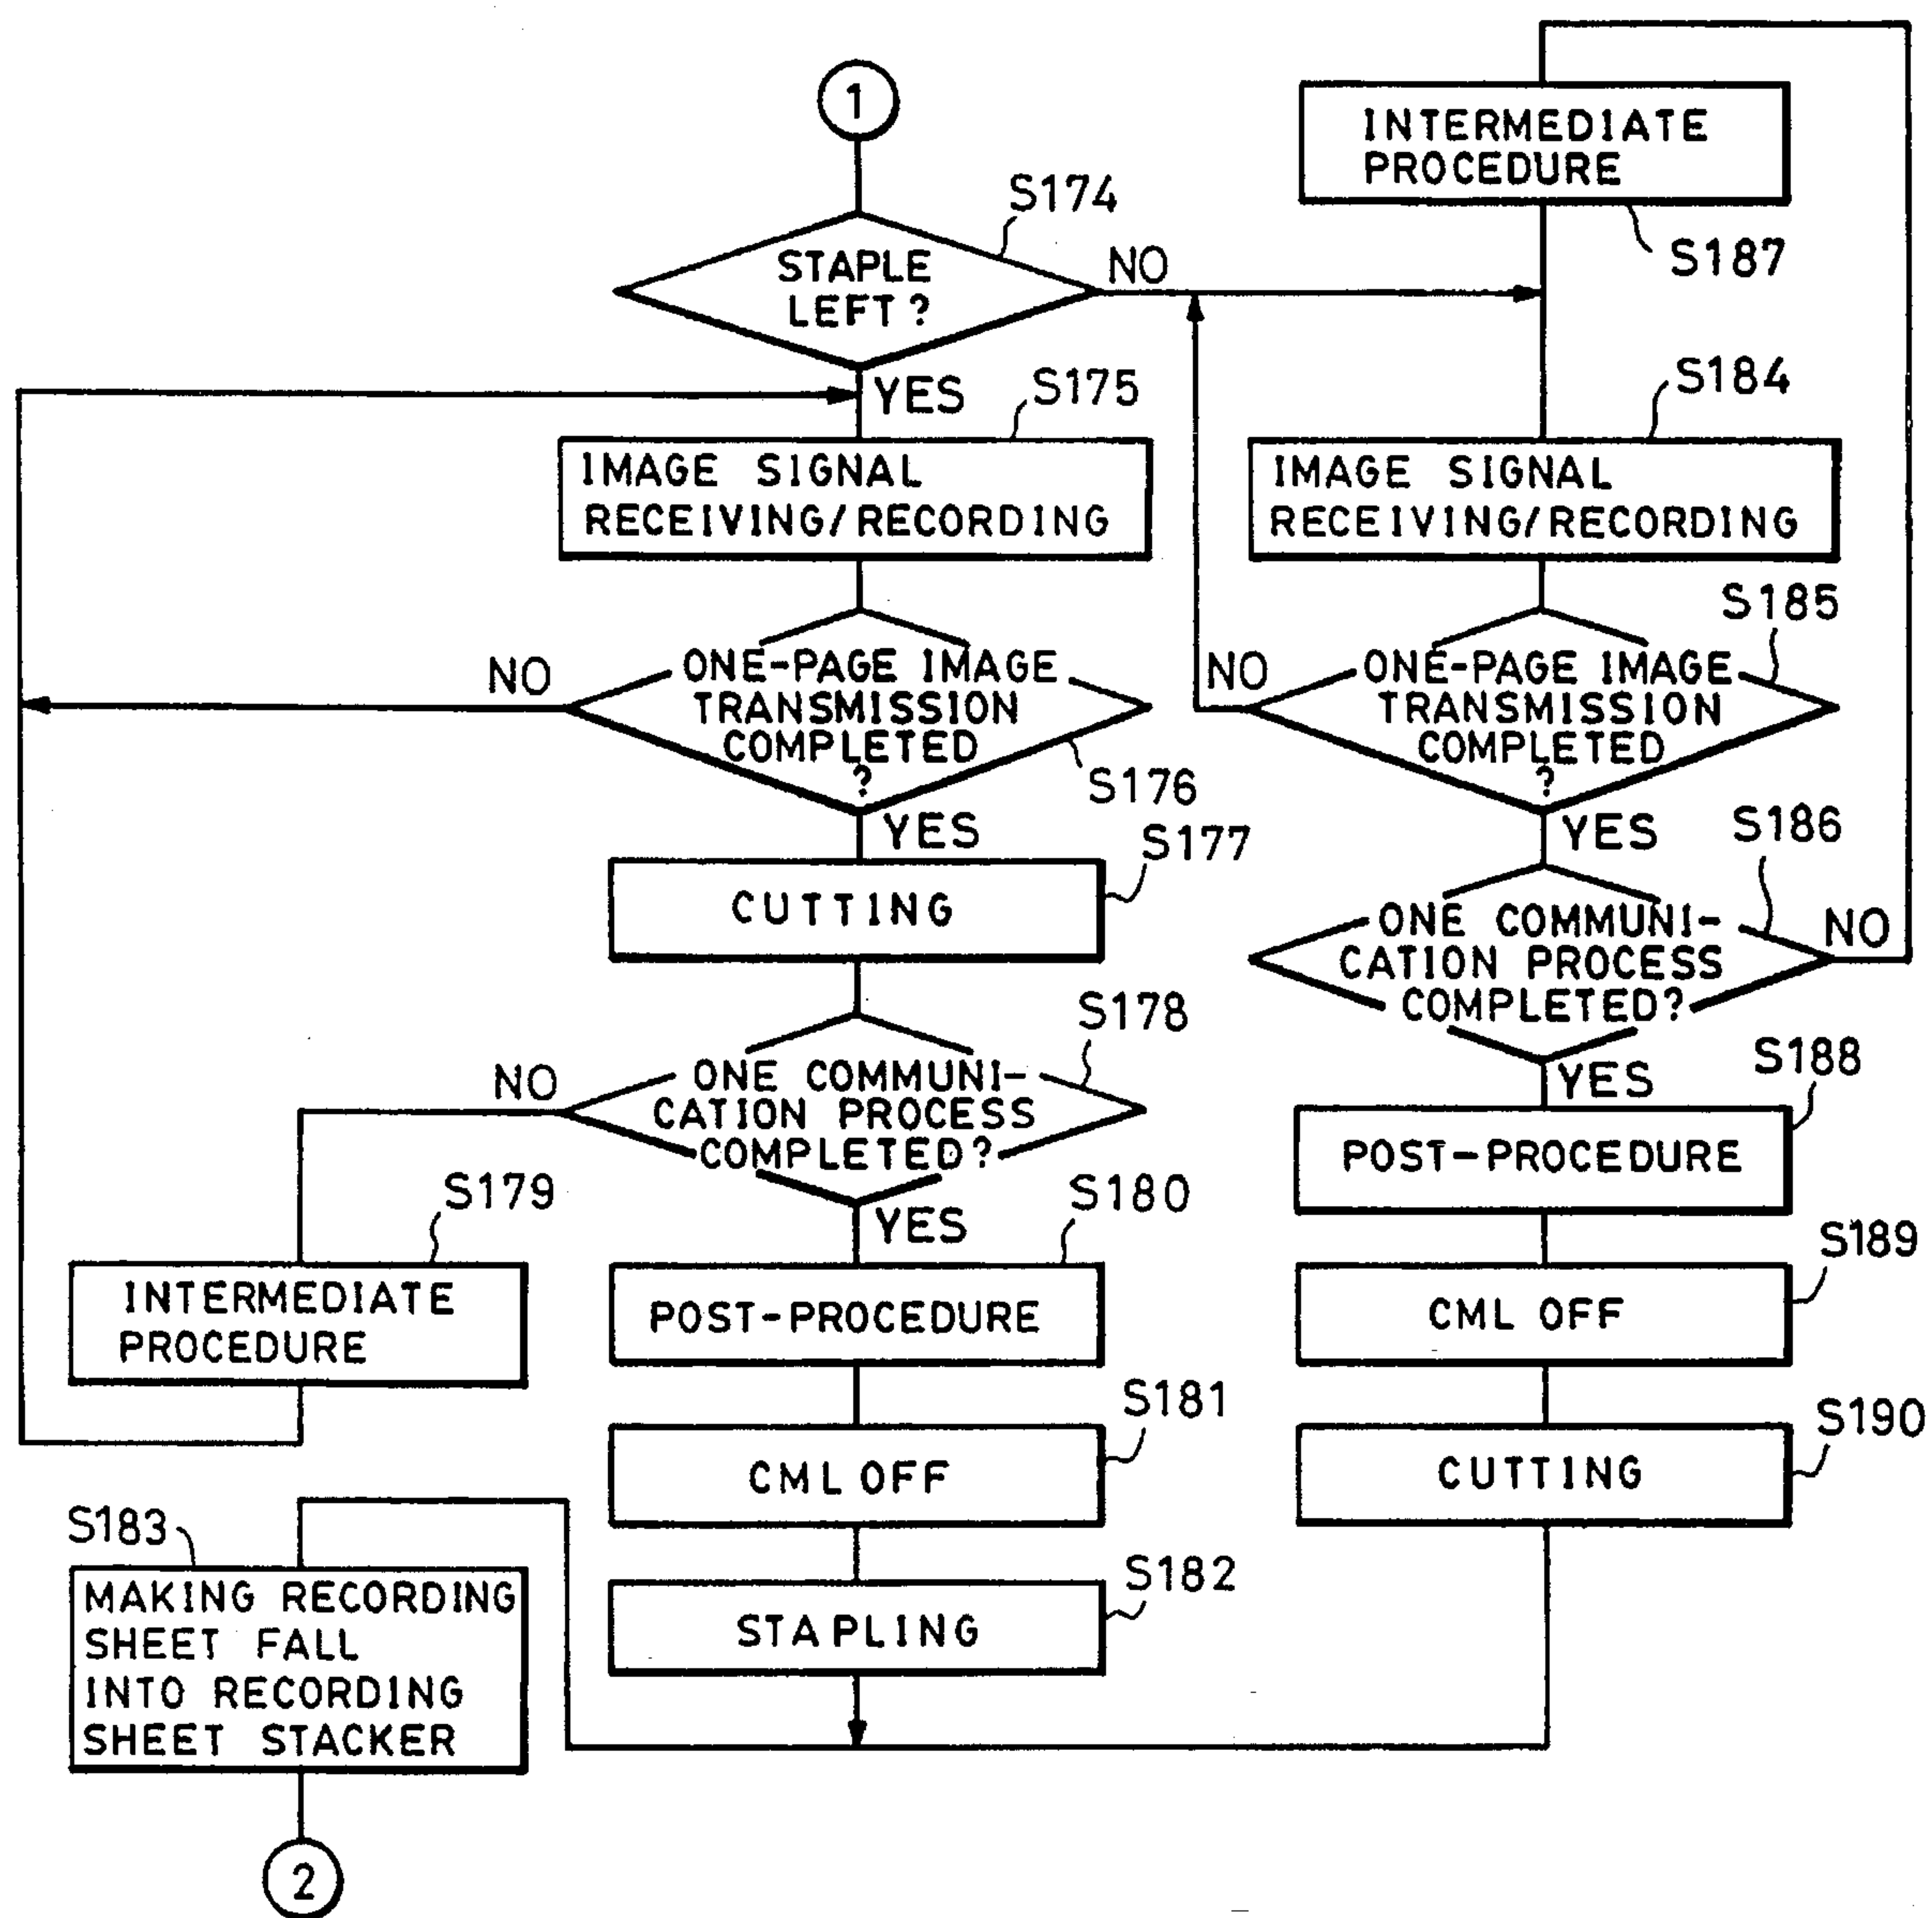 1
STAPLE
LEFT?
S174
NO
YES
S175
IMAGE SIGNAL
RECEIVING/RECORDING
ONE-PAGE IMAGE
TRANSMISSION
COMPLETED
?
NO
S176
YES
S177
CUTTING
S178
ONE COMMUNI-
CATION PROCESS
COMPLETED?
NO
YES
S179
INTERMEDIATE
PROCEDURE
S180
POST-PROCEDURE
S181
CML OFF
S182
STAPLING
S183
MAKING RECORDING
SHEET FALL
INTO RECORDING
SHEET STACKER
2
INTERMEDIATE
PROCEDURE
S187
S184
IMAGE SIGNAL
RECEIVING/RECORDING
S185
NO
ONE-PAGE IMAGE
TRANSMISSION
COMPLETED
?
YES
S186
ONE COMMUNI-
CATION PROCESS
COMPLETED?
NO
YES
S188
POST-PROCEDURE
S189
CML OFF
S190
CUTTING